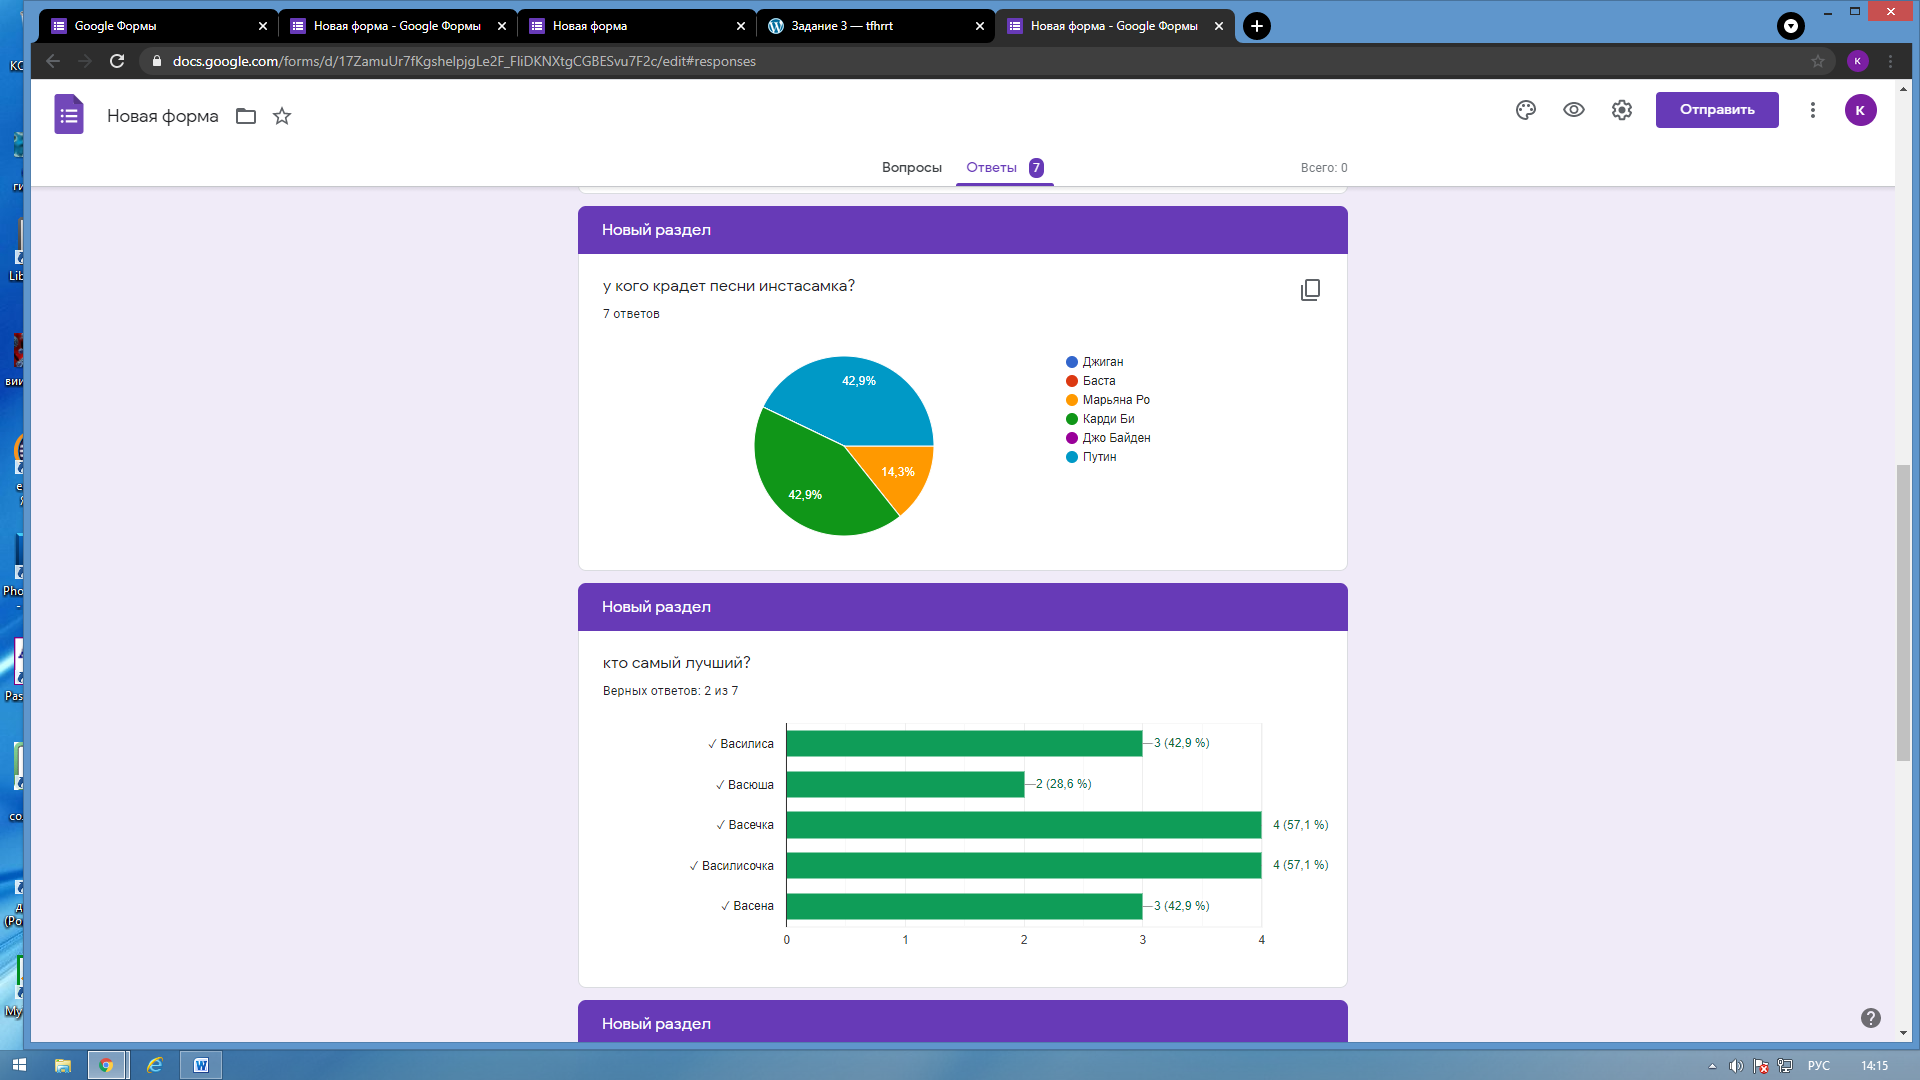 Google Формы
Новая форма - Google Формы
Новая форма
Задание 3 — tfhrrt
Новая форма - Google Формы
docs.google.com/forms/d/17ZamuUr7fKgshelpjgLe2F_FliDKNXtgCGBESvu7F2c/edit#responses
K
Новая форма
Отправить
K
Вопросы
Ответы 7
Всего: 0
Новый раздел
у кого крадет песни инстасамка?
7 ответов
42,9%
14,3%
42,9%
Джиган
Баста
Марьяна Ро
Карди Би
Джо Байден
Путин
Новый раздел
кто самый лучший?
Верных ответов: 2 из 7
✓ Василиса 3 (42,9 %)
✓ Васюша 2 (28,6 %)
✓ Васечка 4 (57,1 %)
✓ Василисочка 4 (57,1 %)
✓ Васена 3 (42,9 %)
0 1 2 3 4
Новый раздел
Lib
Pho
Pas
My
РУС
14:15